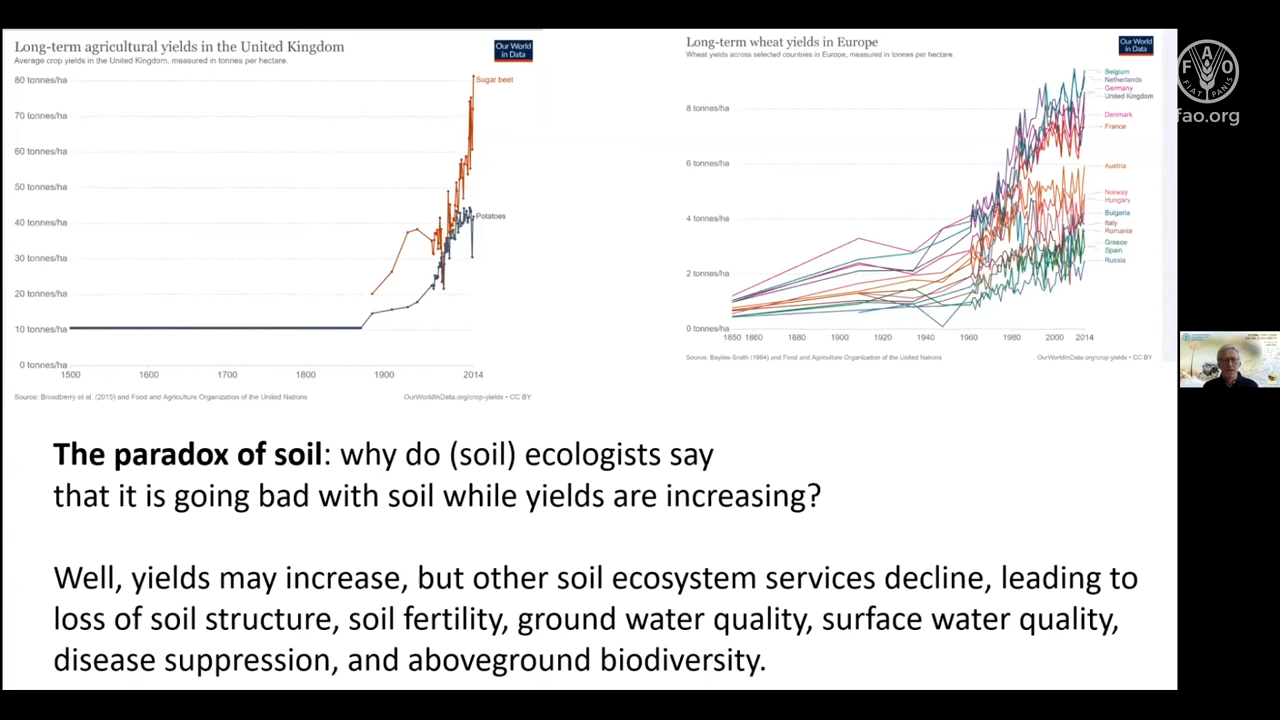 Long-term agricultural yields in the United Kingdom
Average crop yields in the United Kingdom, measured in tonnes per hectare.
Our World
in Data
80 tonnes/ha
Sugar beet
70 tonnes/ha
60 tonnes/ha
50 tonnes/ha
40 tonnes/ha
Potatoes
30 tonnes/ha
20 tonnes/ha
10 tonnes/ha
0 tonnes/ha
1500 1600 1700 1800 1900 2014
Source: Broadberry et al. (2015) and Food and Agriculture Organization of the United Nations
OurWorldInData.org/crop-yields • CC BY
Long-term wheat yields in Europe
Wheat yields across selected countries in Europe, measured in tonnes per hectare.
Our World
in Data
Belgium
Netherlands
Germany
United Kingdom
8 tonnes/ha
Denmark
France
6 tonnes/ha
Austria
Norway
Hungary
4 tonnes/ha
Bulgaria
Italy
Romania
Greece
Spain
2 tonnes/ha
Russia
0 tonnes/ha
1850 1860 1880 1900 1920 1940 1960 1980 2000 2014
Source: Bayliss-Smith (1984) and Food and Agriculture Organization of the United Nations
OurWorldInData.org/crop-yields • CC BY
F A O
FIAT PANIS
fao.org
The paradox of soil: why do (soil) ecologists say
that it is going bad with soil while yields are increasing?
Well, yields may increase, but other soil ecosystem services decline, leading to
loss of soil structure, soil fertility, ground water quality, surface water quality,
disease suppression, and aboveground biodiversity.